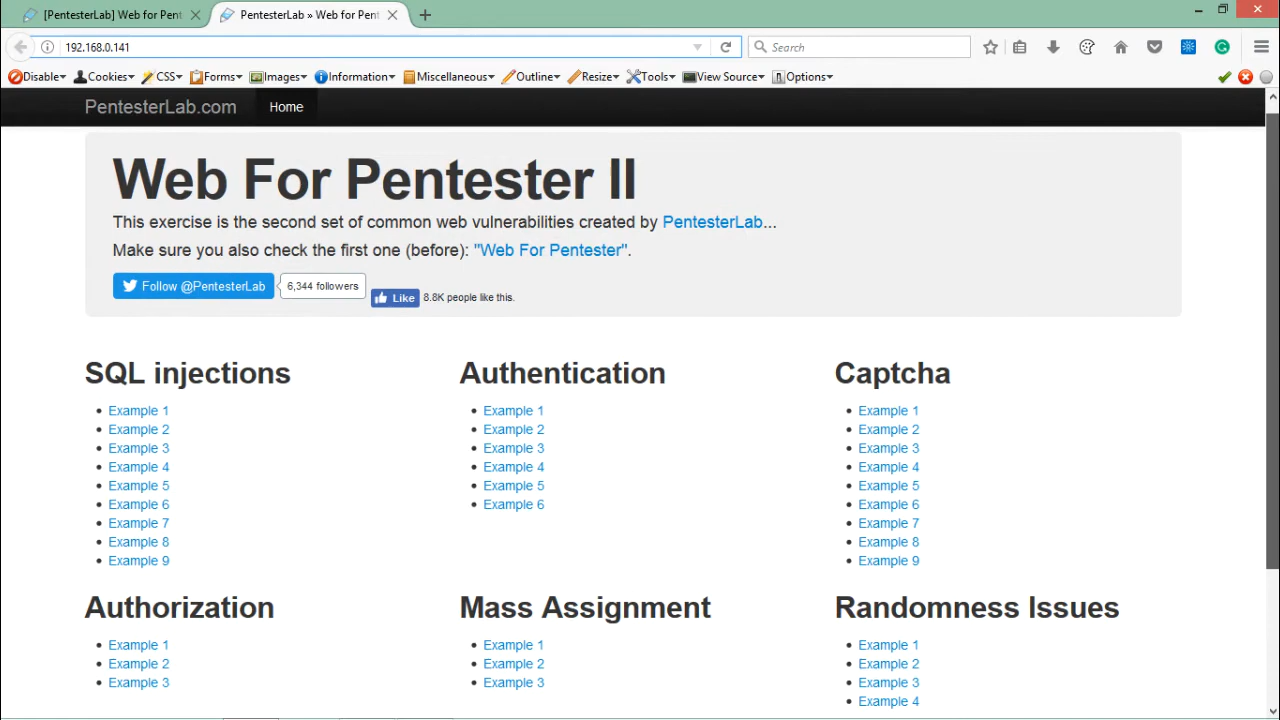 [PentesterLab] Web for Pent
PentesterLab » Web for Pent
192.168.0.141
Search
Disable Cookies CSS Forms Images Information Miscellaneous Outline Resize Tools View Source Options
PentesterLab.com Home
Web For Pentester II
This exercise is the second set of common web vulnerabilities created by PentesterLab...
Make sure you also check the first one (before): "Web For Pentester".
Follow @PentesterLab 6,344 followers Like 8.8K people like this.
SQL injections
Example 1
Example 2
Example 3
Example 4
Example 5
Example 6
Example 7
Example 8
Example 9
Authentication
Example 1
Example 2
Example 3
Example 4
Example 5
Example 6
Captcha
Example 1
Example 2
Example 3
Example 4
Example 5
Example 6
Example 7
Example 8
Example 9
Authorization
Example 1
Example 2
Example 3
Mass Assignment
Example 1
Example 2
Example 3
Randomness Issues
Example 1
Example 2
Example 3
Example 4